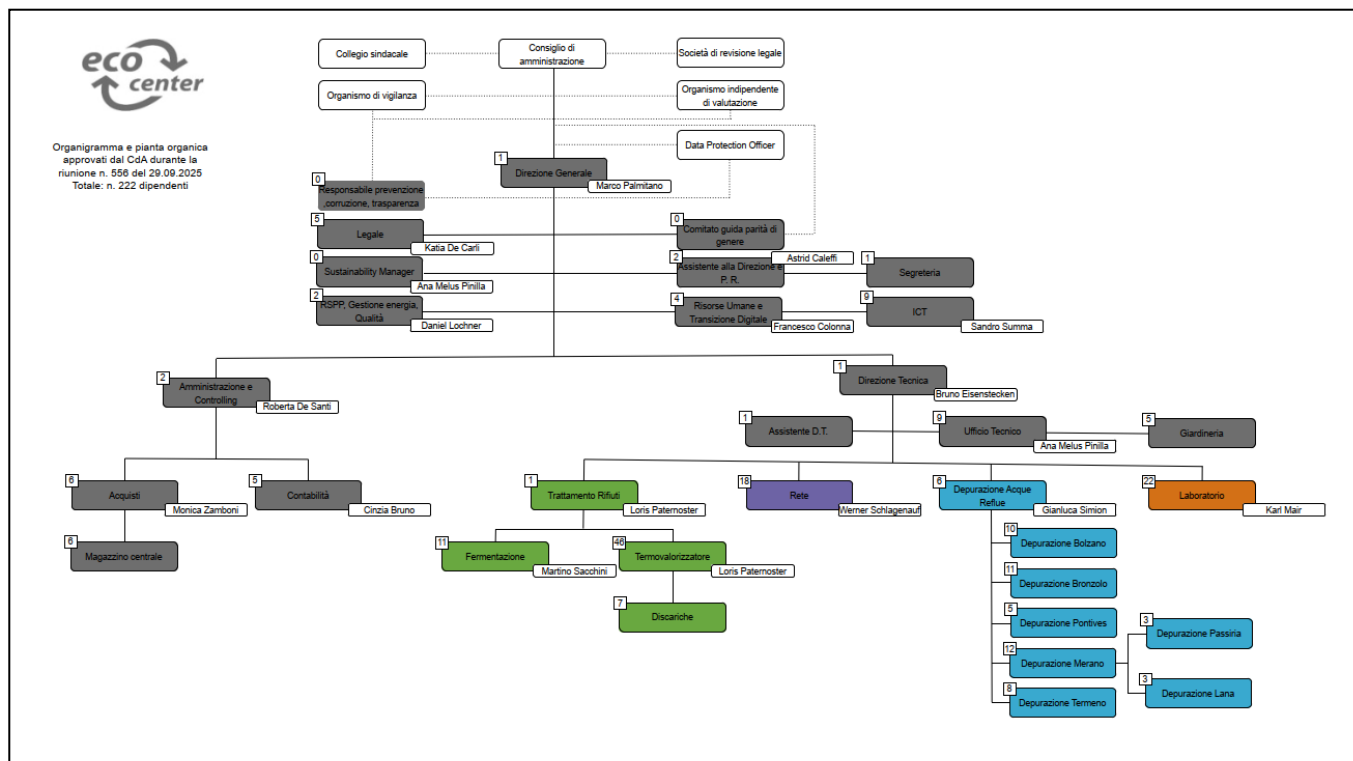 eco
center
Organigramma e pianta organica
approvati dal CdA durante la
riunione n. 556 del 29.09.2025
Totale: n. 222 dipendenti
Collegio sindacale
Consiglio di
amministrazione
Società di revisione legale
Organismo di vigilanza
Organismo indipendente
di valutazione
Data Protection Officer
1
Direzione Generale
Marco Palmitano
0
Responsabile prevenzione
,corruzione, trasparenza
5
Legale
Katia De Carli
0
Comitato guida parità di
genere
0
Sustainability Manager
Ana Melus Pinilla
2
Assistente alla Direzione e
P. R.
Astrid Caleffi
1
Segreteria
2
RSPP, Gestione energia,
Qualità
Daniel Lochner
4
Risorse Umane e
Transizione Digitale
Francesco Colonna
9
ICT
Sandro Summa
2
Amministrazione e
Controlling
Roberta De Santi
1
Direzione Tecnica
Bruno Eisenstecken
1
Assistente D.T.
9
Ufficio Tecnico
Ana Melus Pinilla
5
Giardineria
6
Acquisti
Monica Zamboni
5
Contabilità
Cinzia Bruno
1
Trattamento Rifiuti
Loris Paternoster
18
Rete
Werner Schlagenauf
6
Depurazione Acque
Reflue
Gianluca Simion
22
Laboratorio
Karl Mair
6
Magazzino centrale
11
Fermentazione
Martino Sacchini
46
Termovalorizzatore
Loris Paternoster
7
Discariche
10
Depurazione Bolzano
11
Depurazione Bronzolo
5
Depurazione Pontives
12
Depurazione Merano
3
Depurazione Passiria
3
Depurazione Lana
8
Depurazione Termeno